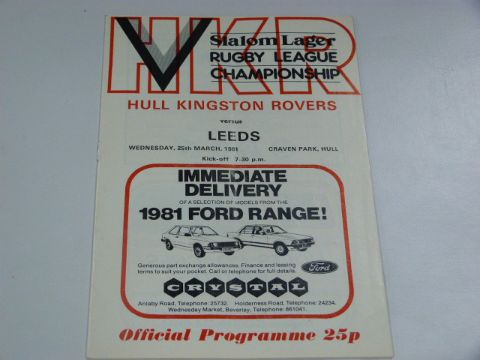 HKR
Slalom Lager
RUGBY LEAGUE
CHAMPIONSHIP
HULL KINGSTON ROVERS
versus
LEEDS
WEDNESDAY, 25th MARCH, 1981 CRAVEN PARK, HULL
Kick-off 7.30 p.m.
IMMEDIATE
DELIVERY
OF A SELECTION OF MODELS FROM THE
1981 FORD RANGE!
Generous part exchange allowances. Finance and leasing
terms to suit your pocket. Call or telephone for full details.
Ford
CRYSTAL
Anlaby Road, Telephone: 25732. Holderness Road, Telephone: 24234.
Wednesday Market, Beverley, Telephone: 861041.
Official Programme 25p